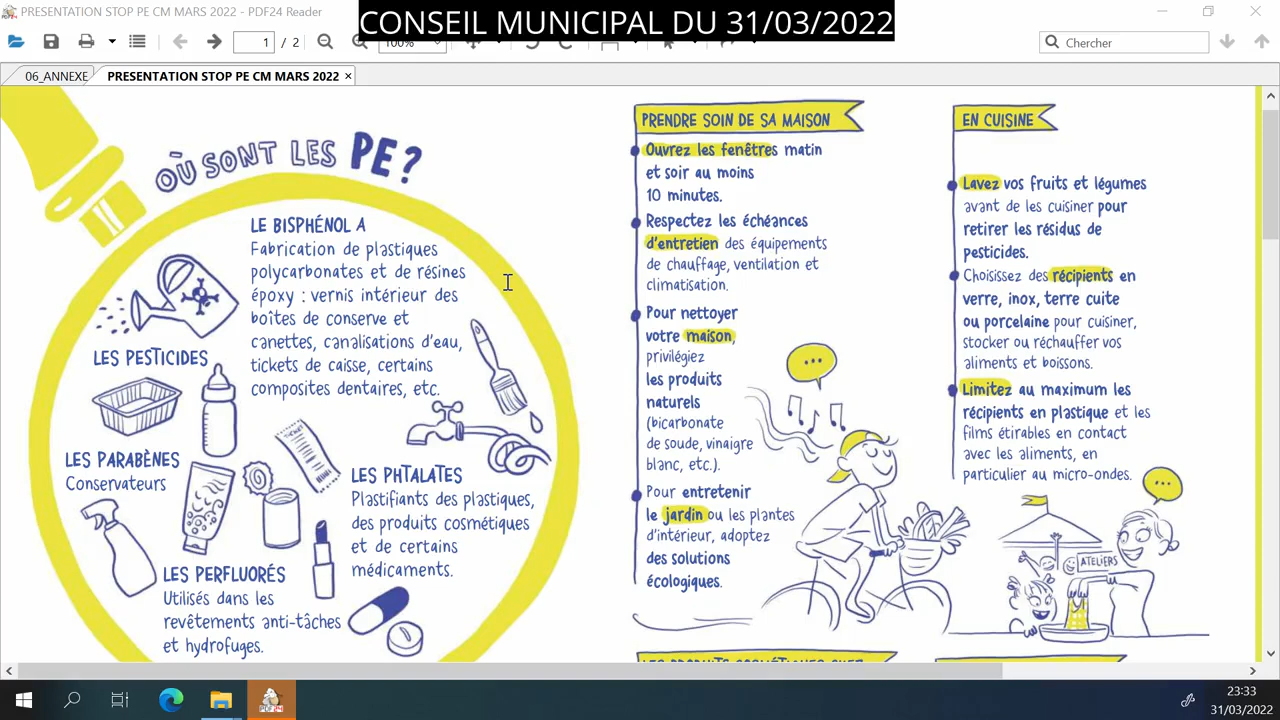 PRESENTATION STOP PE CM MARS 2022 - PDF24 Reader
CONSEIL MUNICIPAL DU 31/03/2022
1 / 2
100%
Chercher
06_ANNEXE
PRESENTATION STOP PE CM MARS 2022 ×
OÙ SONT LES PE ?
LE BISPHÉNOL A
Fabrication de plastiques
polycarbonates et de résines
époxy : vernis intérieur des
boîtes de conserve et
canettes, canalisations d'eau,
tickets de caisse, certains
composites dentaires, etc.
LES PESTICIDES
TICKET
LES PARABÈNES
Conservateurs
LES PHTALATES
Plastifiants des plastiques,
des produits cosmétiques
et de certains
médicaments.
LES PERFLUORÉS
Utilisés dans les
revêtements anti-tâches
et hydrofuges.
PRENDRE SOIN DE SA MAISON
Ouvrez les fenêtres matin
et soir au moins
10 minutes.
Respectez les échéances
d'entretien des équipements
de chauffage, ventilation et
climatisation.
Pour nettoyer
votre maison,
privilégiez
les produits
naturels
(bicarbonate
de soude, vinaigre
blanc, etc.).
Pour entretenir
le jardin ou les plantes
d'intérieur, adoptez
des solutions
écologiques.
EN CUISINE
Lavez vos fruits et légumes
avant de les cuisiner pour
retirer les résidus de
pesticides.
Choisissez des récipients en
verre, inox, terre cuite
ou porcelaine pour cuisiner,
stocker ou réchauffer vos
aliments et boissons.
Limitez au maximum les
récipients en plastique et les
films étirables en contact
avec les aliments, en
particulier au micro-ondes.
ATELIERS
LES PRODUITS COSMÉTIQUES CHEZ
23:33
31/03/2022